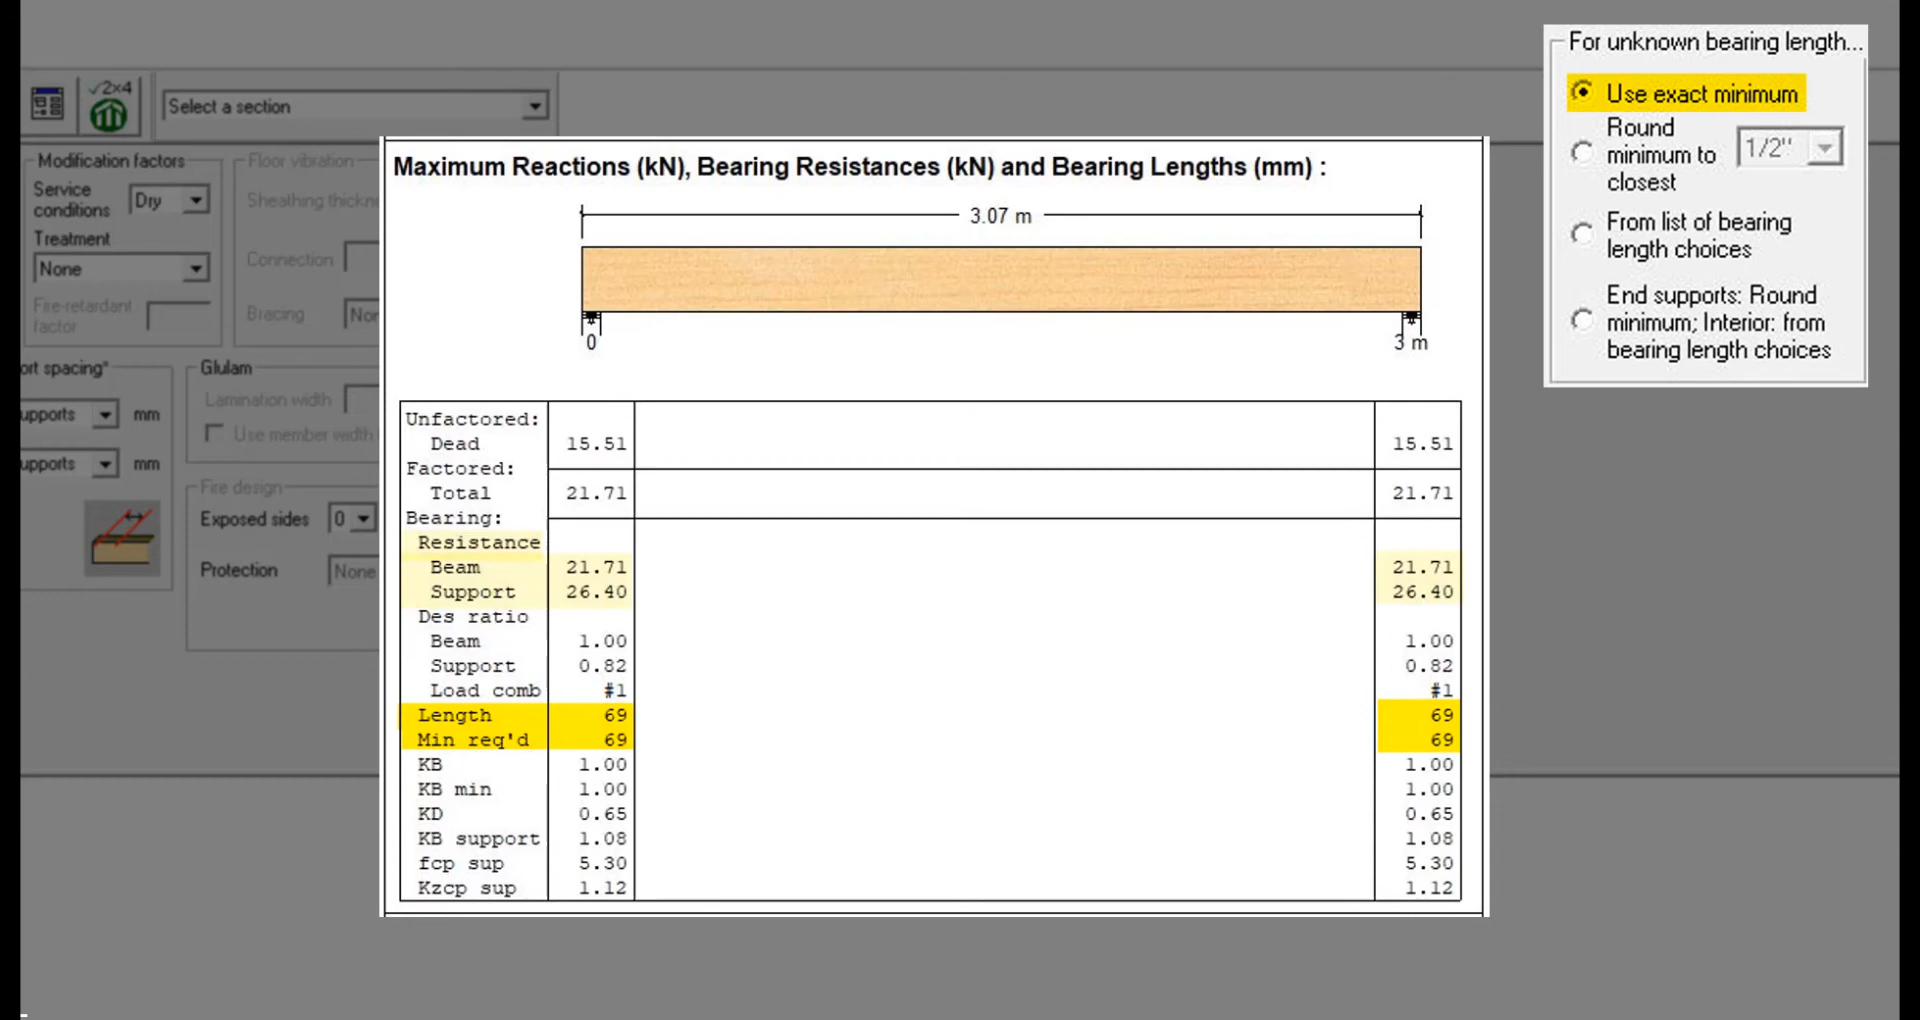 For unknown bearing length...
Use exact minimum
Round
minimum to
closest
1/2"
From list of bearing
length choices
End supports: Round
minimum; Interior: from
bearing length choices
✓2x4
Select a section
Modification factors
Service
conditions
Dry
Treatment
None
Fire-retardant
factor
Floor vibration
Sheathing thickne
Connection
Bracing
Nor
ort spacing*
upports
mm
upports
mm
Glulam
Lamination width
Use member width
Fire design
Exposed sides
0
Protection
None
Maximum Reactions (kN), Bearing Resistances (kN) and Bearing Lengths (mm) :
3.07 m
0 3 m
Unfactored:
Dead 15.51 15.51
Factored:
Total 21.71 21.71
Bearing:
Resistance
Beam 21.71 21.71
Support 26.40 26.40
Des ratio
Beam 1.00 1.00
Support 0.82 0.82
Load comb #1 #1
Length 69 69
Min req'd 69 69
KB 1.00 1.00
KB min 1.00 1.00
KD 0.65 0.65
KB support 1.08 1.08
fcp sup 5.30 5.30
Kzcp sup 1.12 1.12